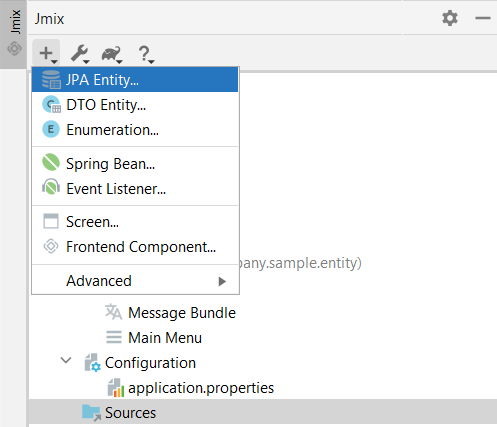 Jmix
Jmix
JPA Entity...
DTO Entity...
Enumeration...
Spring Bean...
Event Listener...
Screen...
Frontend Component...
pany.sample.entity)
Advanced
Message Bundle
Main Menu
Configuration
application.properties
Sources